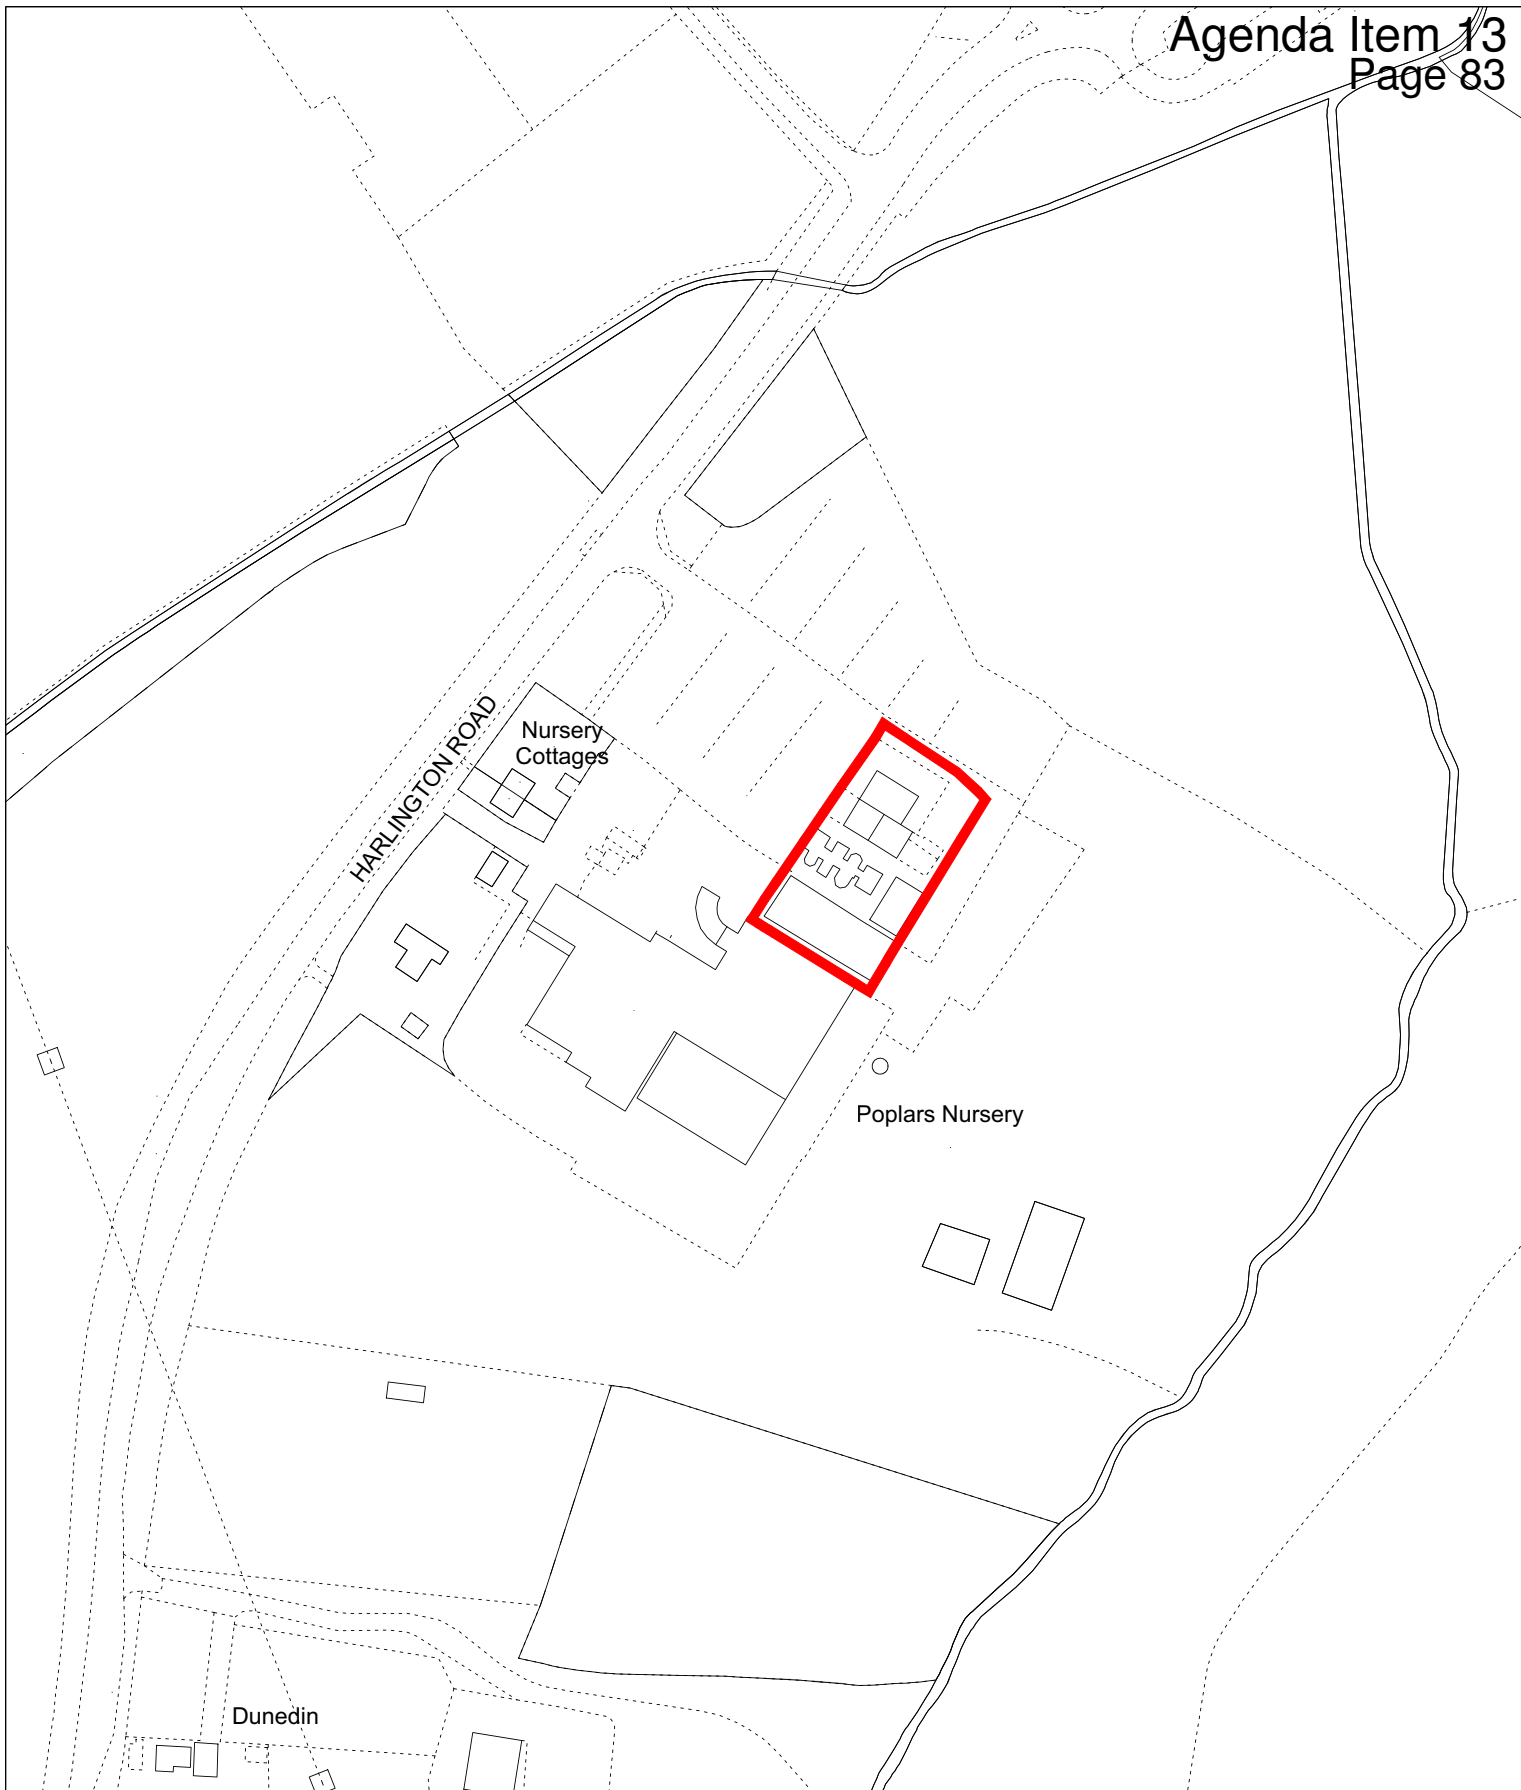 Agenda Item 13
Page 83
HARLINGTON ROAD
Nursery
Cottages
Poplars Nursery
Dunedin